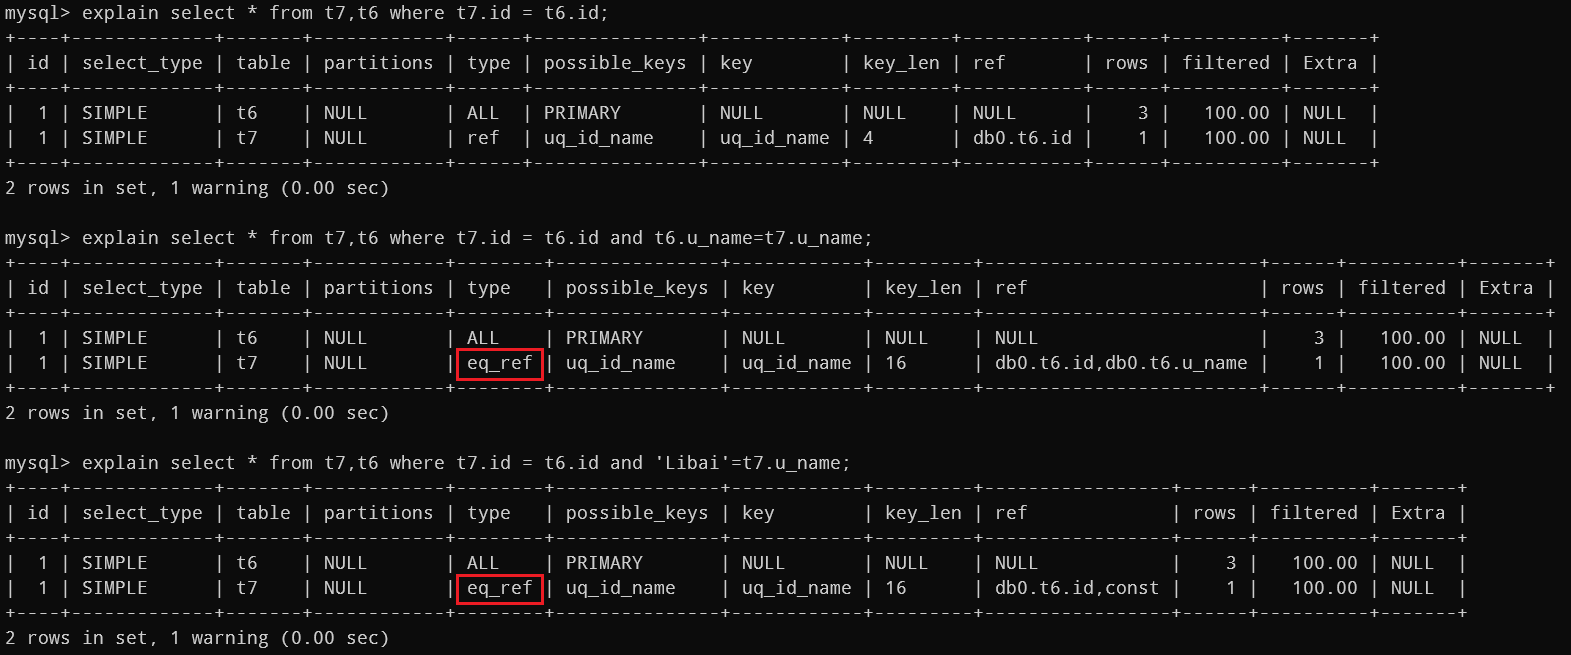 mysql> explain select * from t7,t6 where t7.id = t6.id;
+----+-------------+-------+------------+------+---------------+------------+---------+-----------+------+----------+-------+
| id | select_type | table | partitions | type | possible_keys | key        | key_len | ref       | rows | filtered | Extra |
+----+-------------+-------+------------+------+---------------+------------+---------+-----------+------+----------+-------+
|  1 | SIMPLE      | t6    | NULL       | ALL  | PRIMARY       | NULL       | NULL    | NULL      |    3 |   100.00 | NULL  |
|  1 | SIMPLE      | t7    | NULL       | ref  | uq_id_name    | uq_id_name | 4       | db0.t6.id |    1 |   100.00 | NULL  |
+----+-------------+-------+------------+------+---------------+------------+---------+-----------+------+----------+-------+
2 rows in set, 1 warning (0.00 sec)

mysql> explain select * from t7,t6 where t7.id = t6.id and t6.u_name=t7.u_name;
+----+-------------+-------+------------+--------+---------------+------------+---------+-------------------------+------+----------+-------+
| id | select_type | table | partitions | type   | possible_keys | key        | key_len | ref                     | rows | filtered | Extra |
+----+-------------+-------+------------+--------+---------------+------------+---------+-------------------------+------+----------+-------+
|  1 | SIMPLE      | t6    | NULL       | ALL    | PRIMARY       | NULL       | NULL    | NULL                    |    3 |   100.00 | NULL  |
|  1 | SIMPLE      | t7    | NULL       | eq_ref | uq_id_name    | uq_id_name | 16      | db0.t6.id,db0.t6.u_name |    1 |   100.00 | NULL  |
+----+-------------+-------+------------+--------+---------------+------------+---------+-------------------------+------+----------+-------+
2 rows in set, 1 warning (0.00 sec)

mysql> explain select * from t7,t6 where t7.id = t6.id and 'Libai'=t7.u_name;
+----+-------------+-------+------------+--------+---------------+------------+---------+-----------------+------+----------+-------+
| id | select_type | table | partitions | type   | possible_keys | key        | key_len | ref             | rows | filtered | Extra |
+----+-------------+-------+------------+--------+---------------+------------+---------+-----------------+------+----------+-------+
|  1 | SIMPLE      | t6    | NULL       | ALL    | PRIMARY       | NULL       | NULL    | NULL            |    3 |   100.00 | NULL  |
|  1 | SIMPLE      | t7    | NULL       | eq_ref | uq_id_name    | uq_id_name | 16      | db0.t6.id,const |    1 |   100.00 | NULL  |
+----+-------------+-------+------------+--------+---------------+------------+---------+-----------------+------+----------+-------+
2 rows in set, 1 warning (0.00 sec)